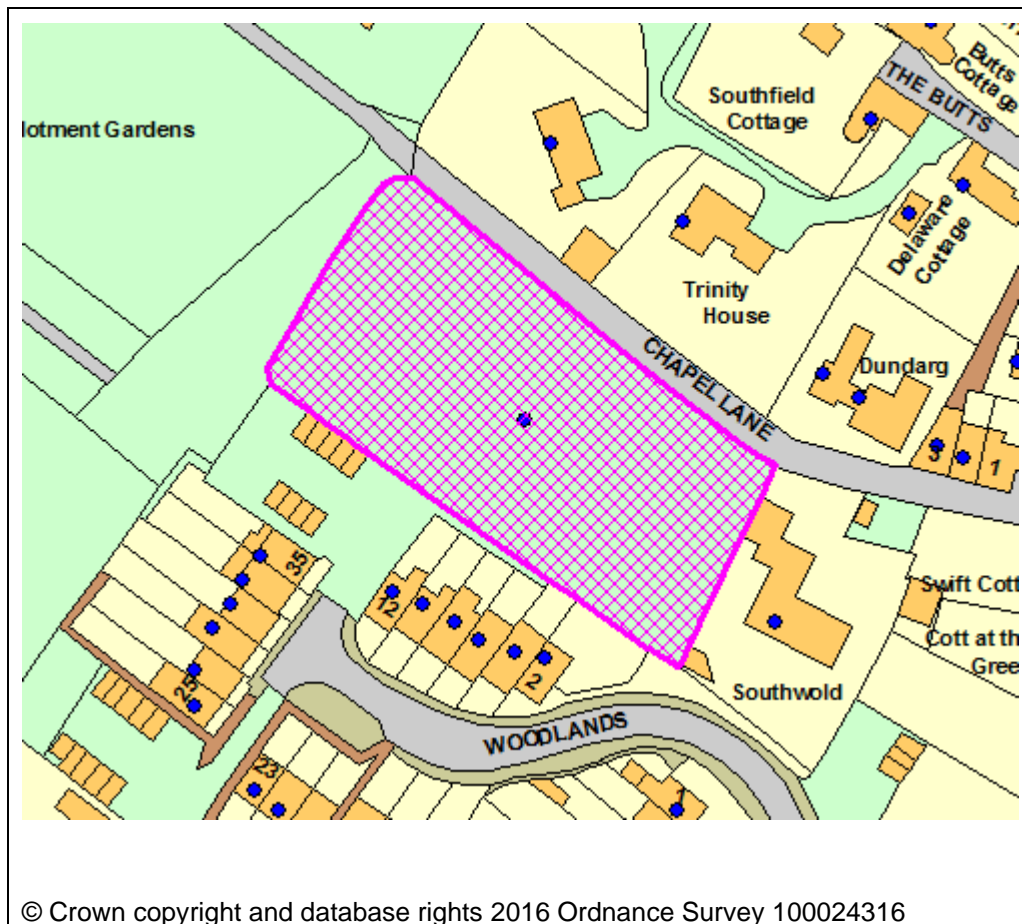 Butts
Cottage
THE BUTTS
Southfield
Cottage
lotment Gardens
Delaware
Cottage
Trinity
House
CHAPEL LANE
Dundarg
3
1
35
12
2
25
Swift Cott
Cott at th
Gree
Southwold
WOODLANDS
23
1
© Crown copyright and database rights 2016 Ordnance Survey 100024316